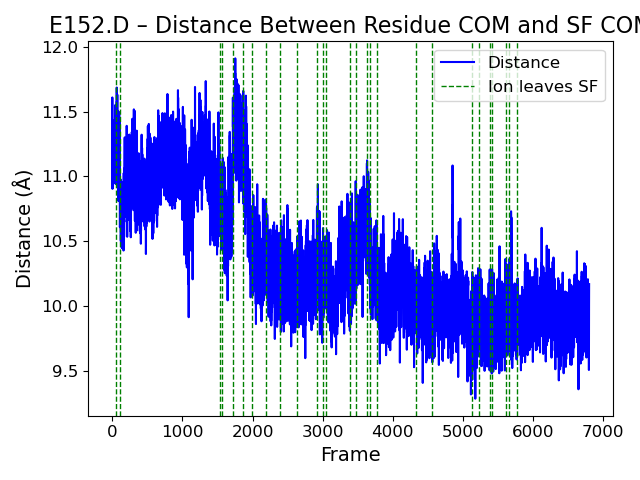 E152.D – Distance Between Residue COM and SF COM
12.0
11.5
11.0
10.5
10.0
9.5
Distance (Å)
Distance
Ion leaves SF
0
1000
2000
3000
4000
5000
6000
7000
Frame